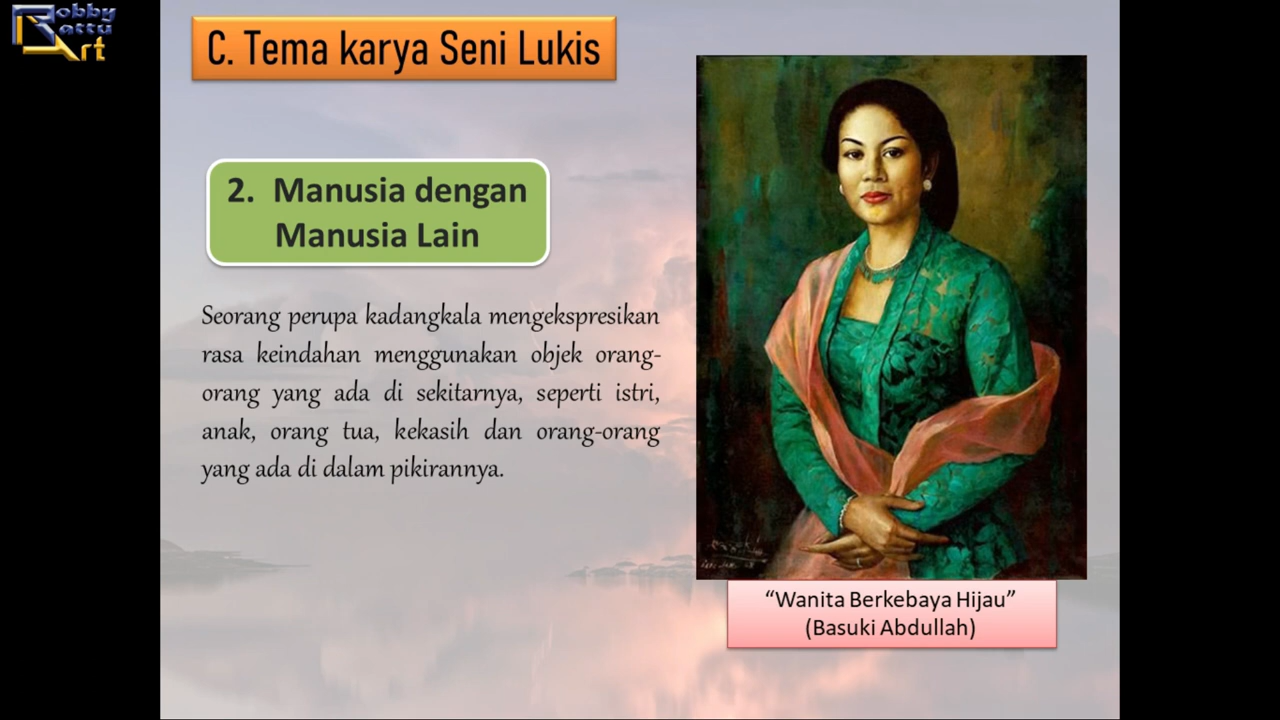 Robby
Rattu
Art
C. Tema karya Seni Lukis
2. Manusia dengan
Manusia Lain
Seorang perupa kadangkala mengekspresikan
rasa keindahan menggunakan objek orang-
orang yang ada di sekitarnya, seperti istri,
anak, orang tua, kekasih dan orang-orang
yang ada di dalam pikirannya.
“Wanita Berkebaya Hijau”
(Basuki Abdullah)